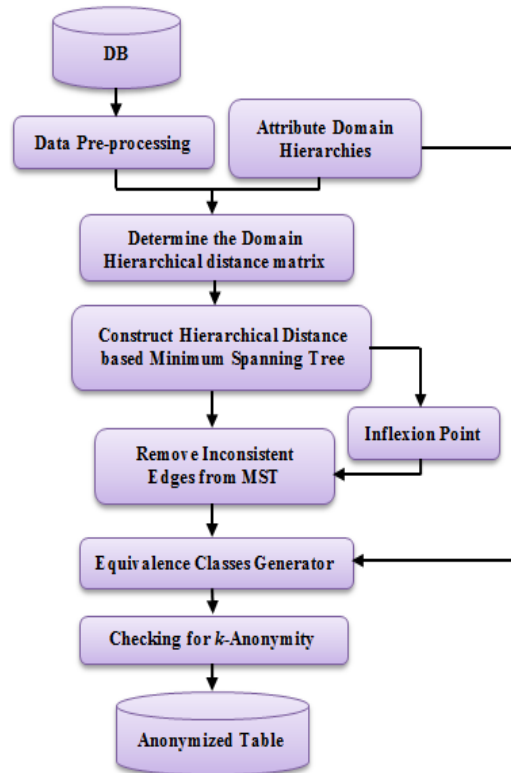 DB
Data Pre-processing
Attribute Domain
Hierarchies
Determine the Domain
Hierarchical distance matrix
Construct Hierarchical Distance
based Minimum Spanning Tree
Inflexion Point
Remove Inconsistent
Edges from MST
Equivalence Classes Generator
Checking for k-Anonymity
Anonymized Table